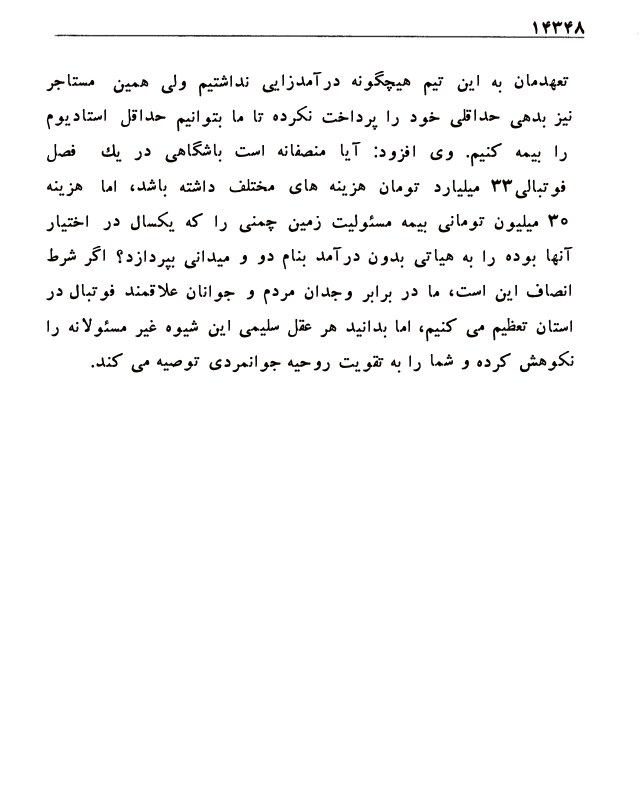 ۱۴۳۴۸
تعهدمان به این تیم هیچگونه درآمدزایی نداشتیم ولی همین مستاجر
نیز بدهی حداقلی خود را پرداخت نکرده تا ما بتوانیم حداقل استادیوم
را بیمه کنیم. وی افزود: آیا منصفانه است باشگاهی در یك فصل
فوتبالی۳۳ میلیارد تومان هزینه های مختلف داشته باشد، اما هزینه
۳۰ میلیون تومانی بیمه مسئولیت زمین چمنی را که یکسال در اختیار
آنها بوده را به هیاتی بدون درآمد بنام دو و میدانی بپردازد؟ اگر شرط
انصاف این است، ما در برابر وجدان مردم و جوانان علاقمند فوتبال در
استان تعظیم می کنیم، اما بدانید هر عقل سلیمی این شیوه غیر مسئولانه را
نکوهش کرده و شما را به تقویت روحیه جوانمردی توصیه می کند.